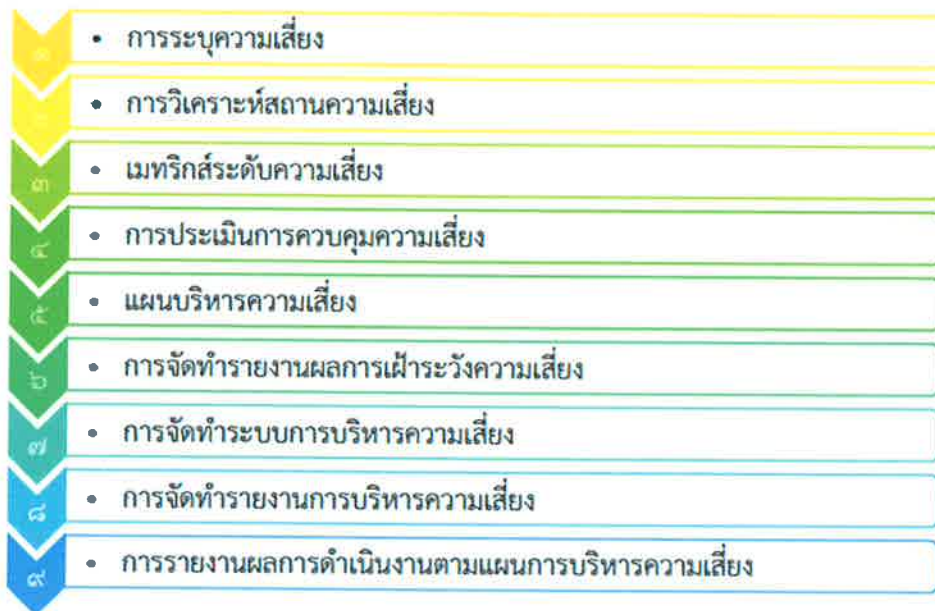 ๑ • การระบุความเสี่ยง
๒ • การวิเคราะห์สถานความเสี่ยง
๓ • เมทริกส์ระดับความเสี่ยง
๔ • การประเมินการควบคุมความเสี่ยง
๕ • แผนบริหารความเสี่ยง
๖ • การจัดทำรายงานผลการเฝ้าระวังความเสี่ยง
๗ • การจัดทำระบบการบริหารความเสี่ยง
๘ • การจัดทำรายงานการบริหารความเสี่ยง
๙ • การรายงานผลการดำเนินงานตามแผนการบริหารความเสี่ยง